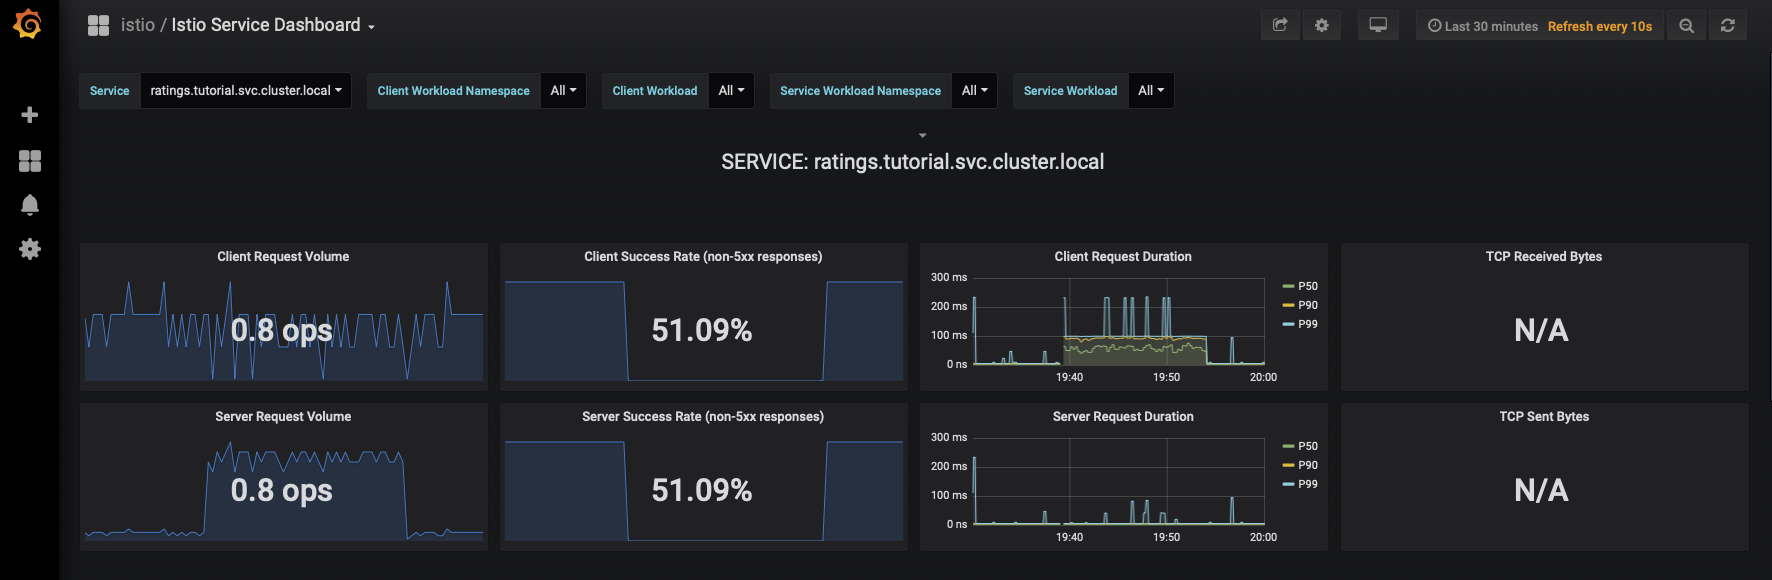 istio / Istio Service Dashboard
Last 30 minutes Refresh every 10s
Service ratings.tutorial.svc.cluster.local Client Workload Namespace All Client Workload All Service Workload Namespace All Service Workload All
SERVICE: ratings.tutorial.svc.cluster.local
Client Request Volume
0.8 ops
Client Success Rate (non-5xx responses)
51.09%
Client Request Duration
300 ms
200 ms
100 ms
0 ns
19:40 19:50 20:00
P50
P90
P99
TCP Received Bytes
N/A
Server Request Volume
0.8 ops
Server Success Rate (non-5xx responses)
51.09%
Server Request Duration
300 ms
200 ms
100 ms
0 ns
19:40 19:50 20:00
P50
P90
P99
TCP Sent Bytes
N/A